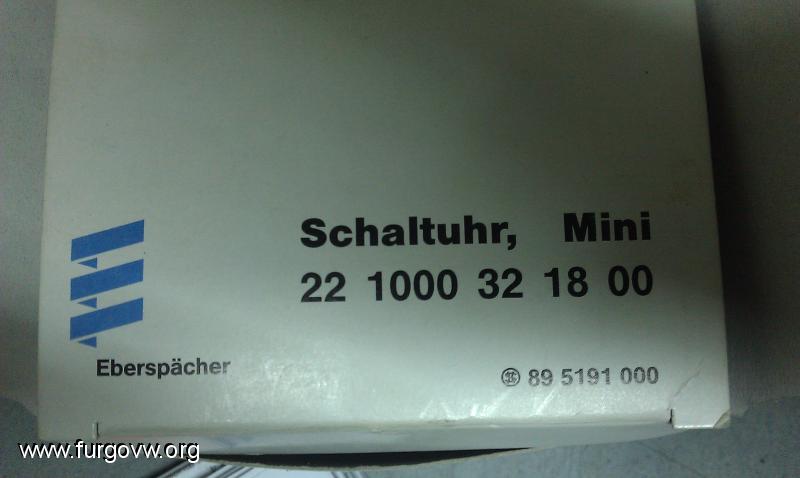 Schaltuhr, Mini
22 1000 32 18 00
Eberspächer
89 5191 000
www.furgovw.org